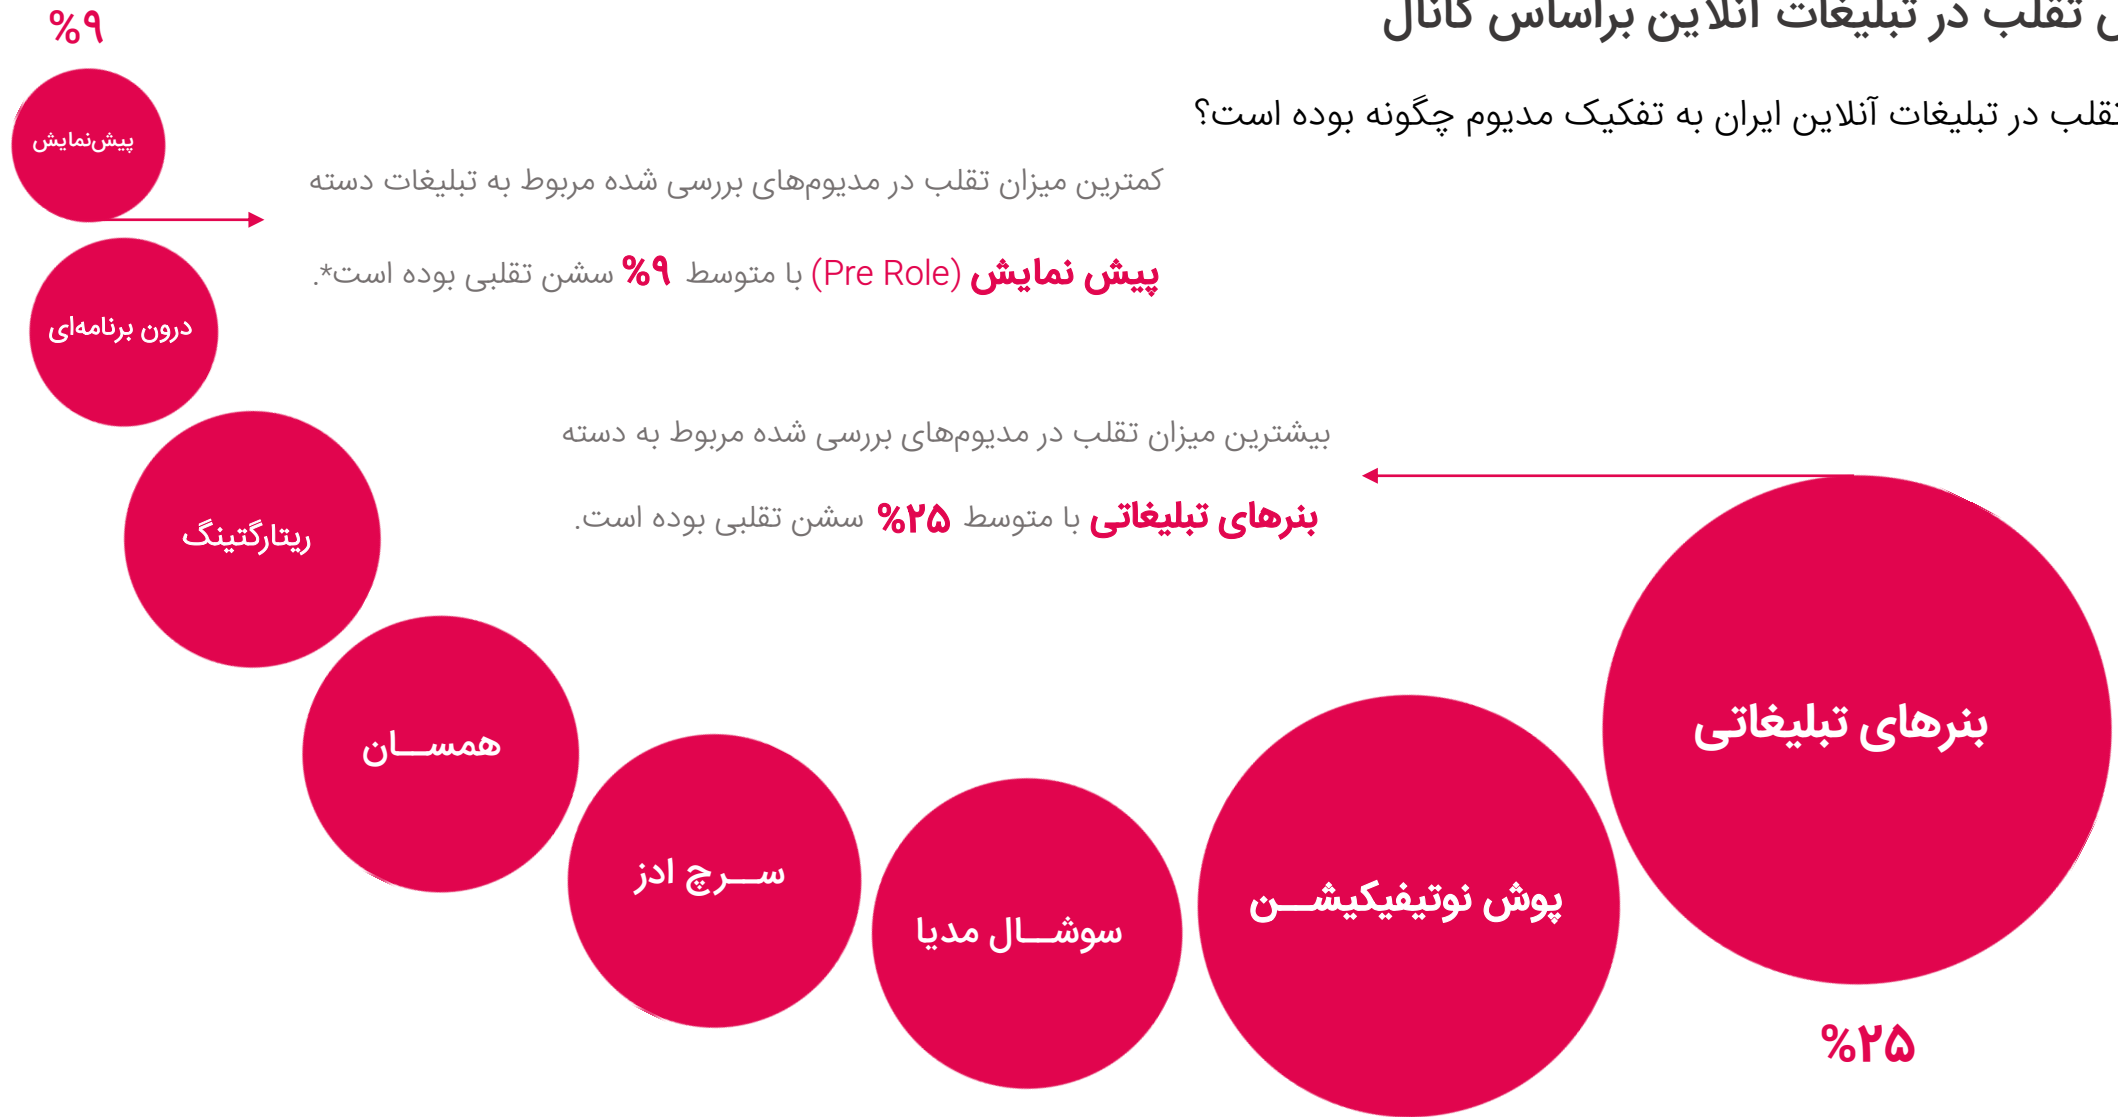 تقلب در تبلیغات آنلاین براساس کانال
تقلب در تبلیغات آنلاین ایران به تفکیک مدیوم چگونه بوده است؟
%۹
پیش‌نمایش
کمترین میزان تقلب در مدیوم‌های بررسی شده مربوط به تبلیغات دسته
پیش نمایش (Pre Role) با متوسط %۹ سشن تقلبی بوده است*.
درون برنامه‌ای
بیشترین میزان تقلب در مدیوم‌های بررسی شده مربوط به دسته
بنرهای تبلیغاتی با متوسط %۲۵ سشن تقلبی بوده است.
ریتارگتینگ
همســان
ســرچ ادز
سوشــال مدیا
پوش نوتیفیکیشــن
بنرهای تبلیغاتی
%۲۵